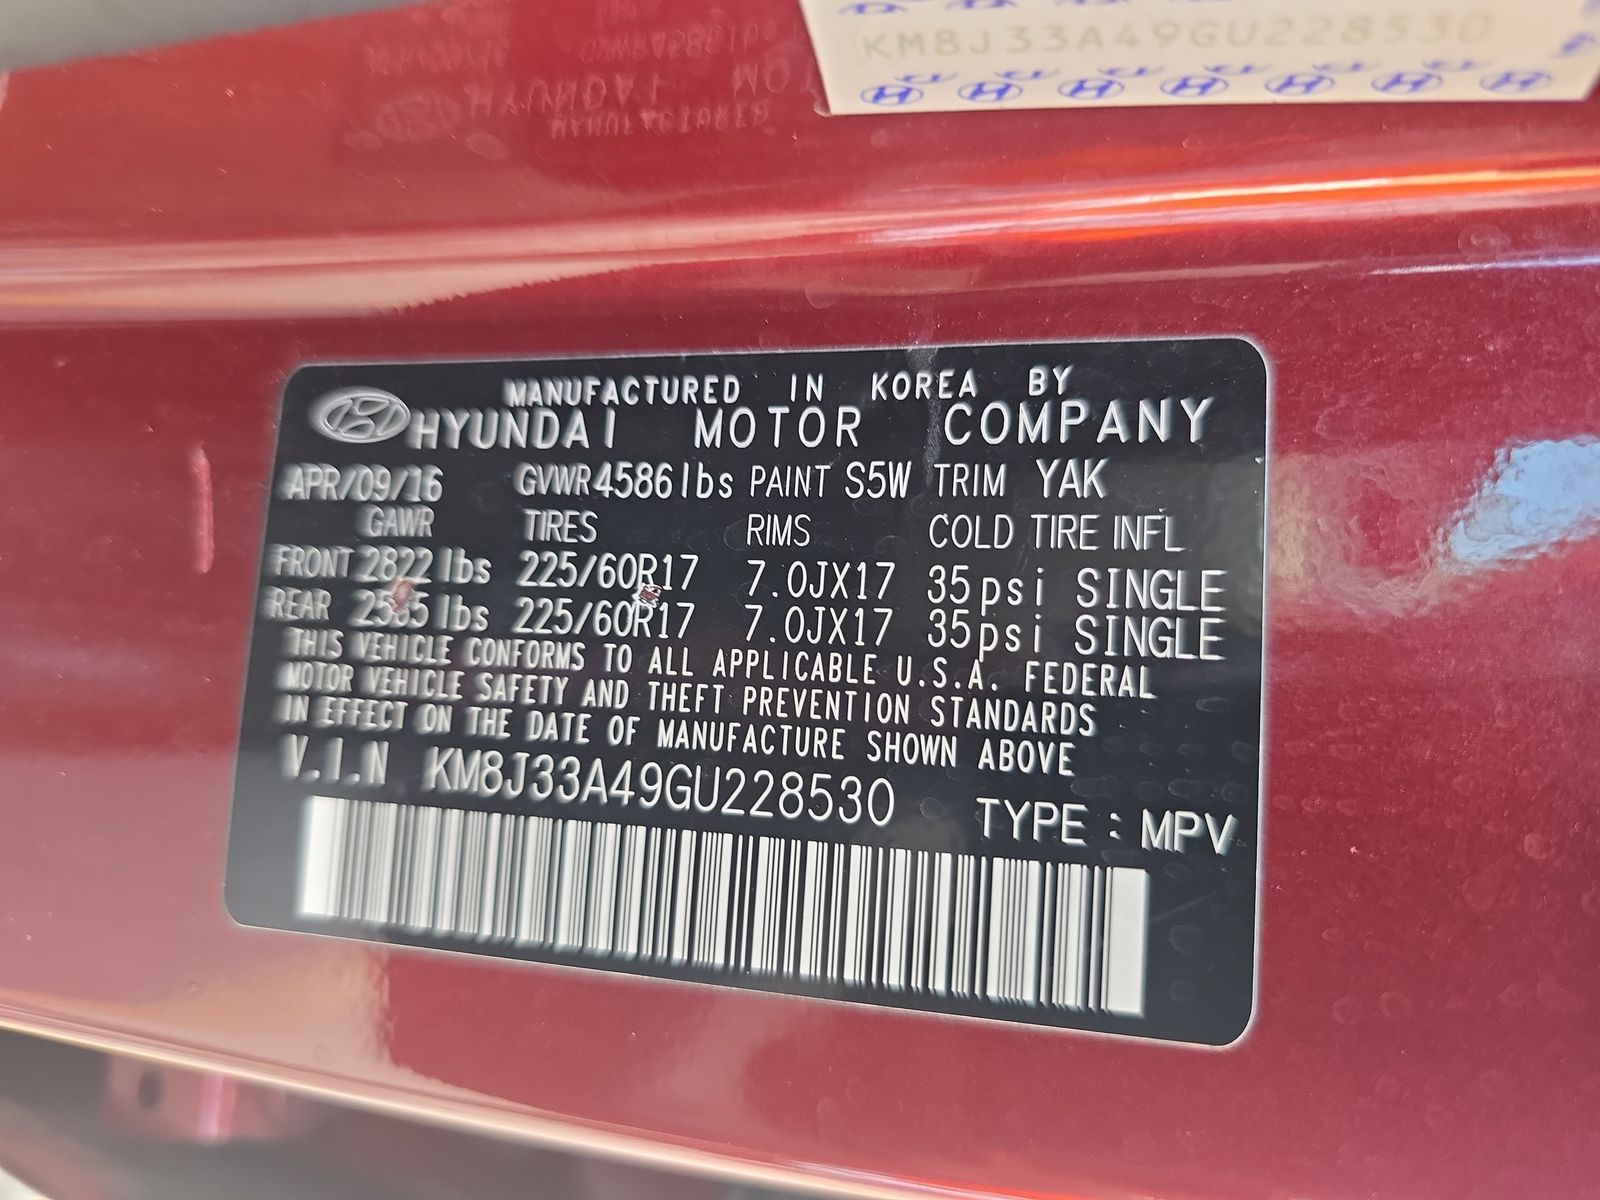 KM8J33A49GU228530
MANUFACTURED IN KOREA BY
HYUNDAI MOTOR COMPANY
APR/09/16 GVWR 4586 lbs PAINT S5W TRIM YAK
GAWR TIRES RIMS COLD TIRE INFL
FRONT 2822 lbs 225/60R17 7.0JX17 35psi SINGLE
REAR lbs 225/60R17 7.0JX17 35psi SINGLE
THIS VEHICLE CONFORMS TO ALL APPLICABLE U.S.A. FEDERAL
MOTOR VEHICLE SAFETY AND THEFT PREVENTION STANDARDS
IN EFFECT ON THE DATE OF MANUFACTURE SHOWN ABOVE
V.I.N KM8J33A49GU228530 TYPE : MPV